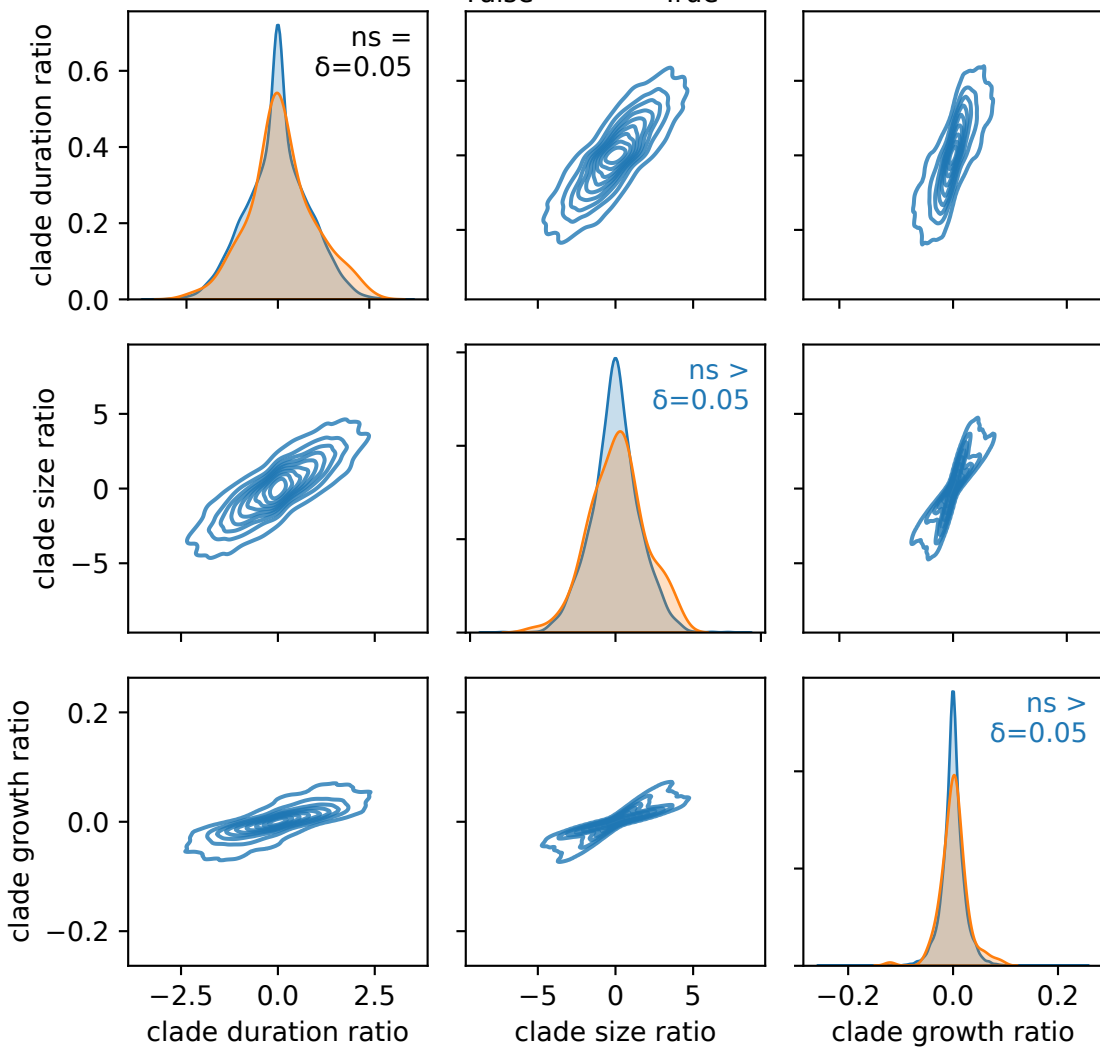 clade duration ratio
0.6
0.4
0.2
0.0
ns =
δ=0.05
clade size ratio
5
0
−5
ns >
δ=0.05
clade growth ratio
0.2
0.0
−0.2
ns >
δ=0.05
−2.5 0.0 2.5
−5 0 5
−0.2 0.0 0.2
clade duration ratio
clade size ratio
clade growth ratio